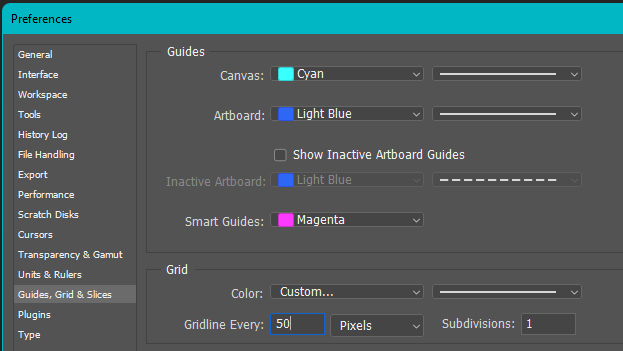 Preferences
General
Interface
Workspace
Tools
History Log
File Handling
Export
Performance
Scratch Disks
Cursors
Transparency & Gamut
Units & Rulers
Guides, Grid & Slices
Plugins
Type
Guides
Canvas: Cyan
Artboard: Light Blue
Show Inactive Artboard Guides
Inactive Artboard: Light Blue
Smart Guides: Magenta
Grid
Color: Custom...
Gridline Every: 50 Pixels Subdivisions: 1